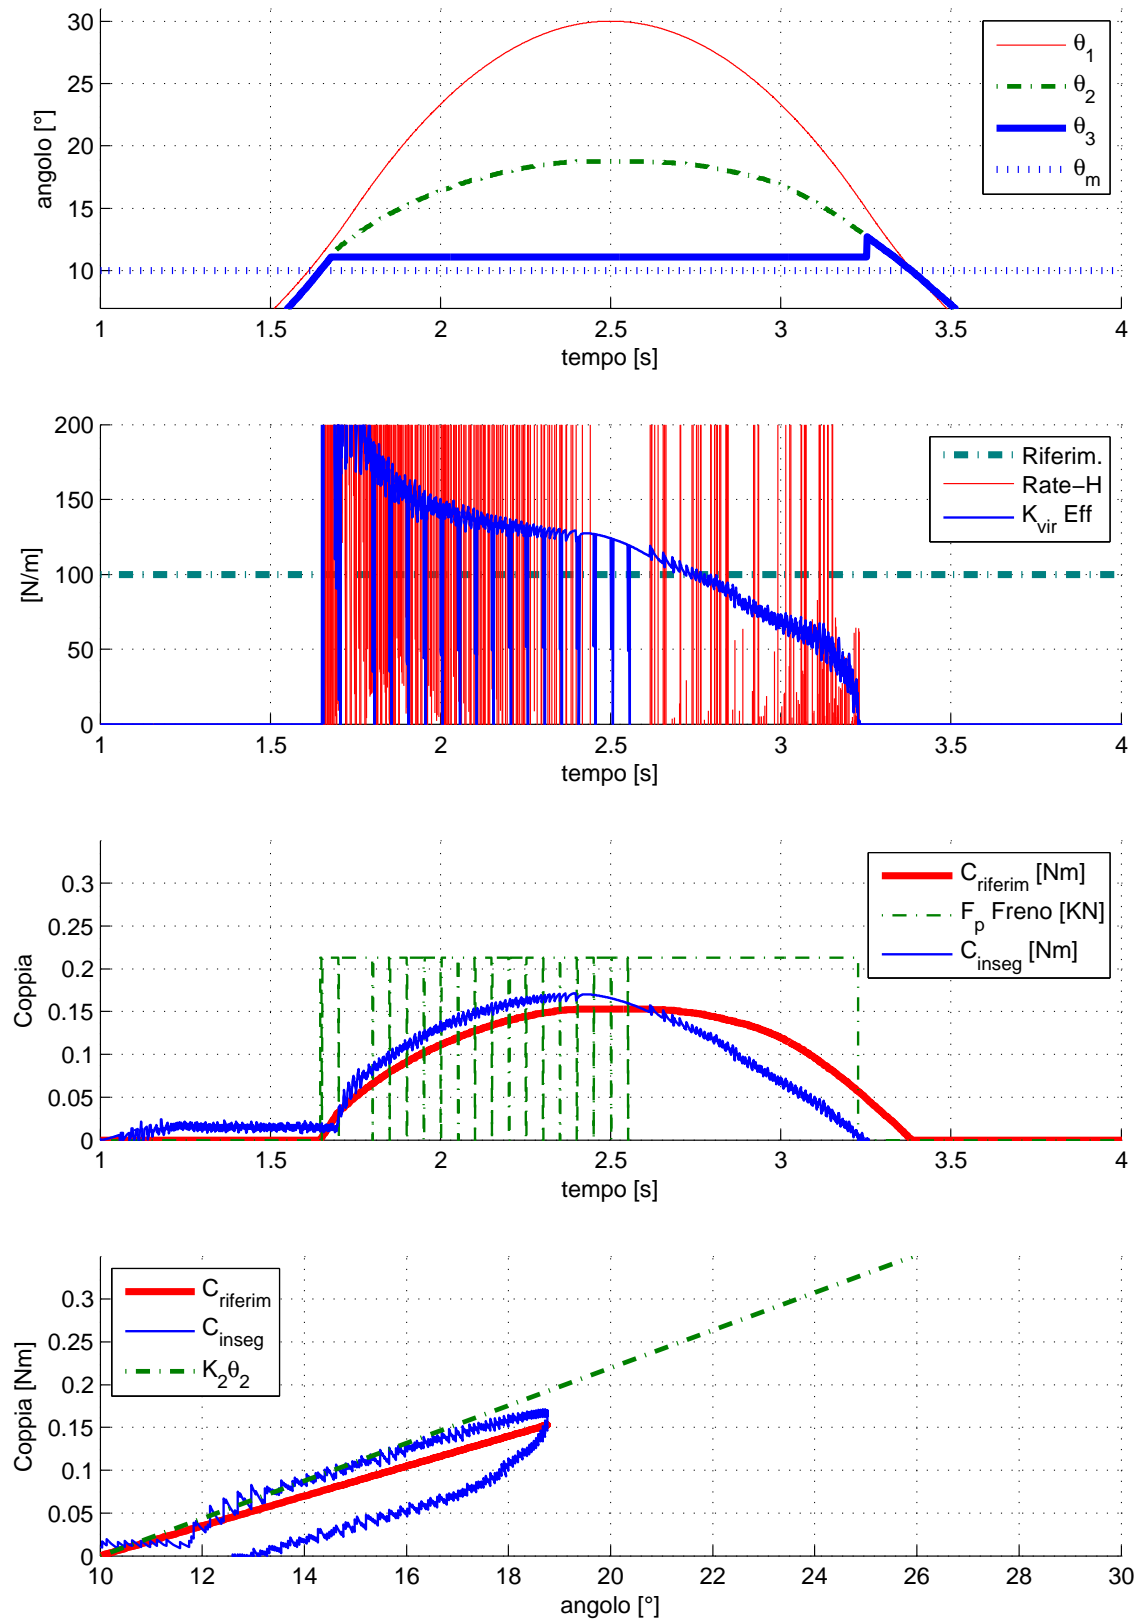 30
25
20
15
10
angolo [°]
θ1
θ2
θ3
θm
1
1.5
2
2.5
3
3.5
4
tempo [s]
200
150
100
50
0
[N/m]
Riferim.
Rate−H
Kvir Eff
1
1.5
2
2.5
3
3.5
4
tempo [s]
0.3
0.25
0.2
0.15
0.1
0.05
0
Coppia
Criferim [Nm]
Fp Freno [KN]
Cinseg [Nm]
1
1.5
2
2.5
3
3.5
4
tempo [s]
0.3
0.25
0.2
0.15
0.1
0.05
0
Coppia [Nm]
Criferim
Cinseg
K2θ2
10
12
14
16
18
20
22
24
26
28
30
angolo [°]